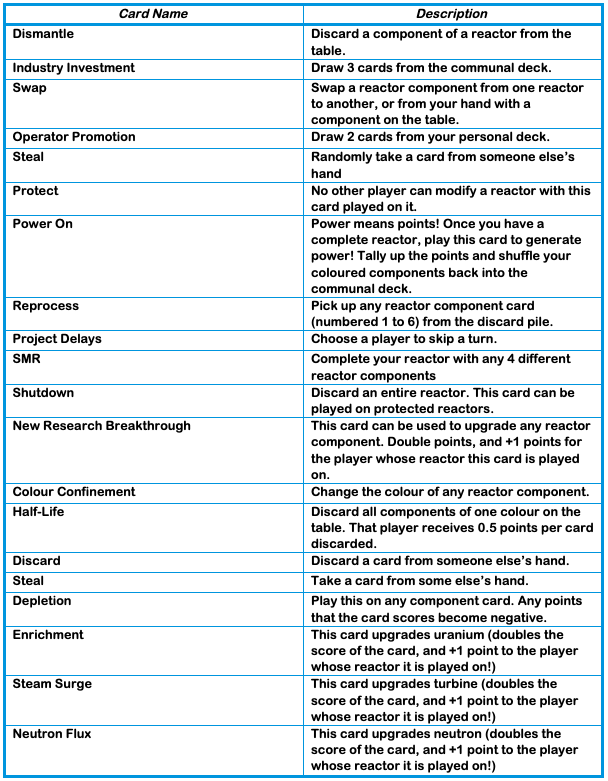 Card Name Description
Dismantle Discard a component of a reactor from the
table.
Industry Investment Draw 3 cards from the communal deck.
Swap Swap a reactor component from one reactor
to another, or from your hand with a
component on the table.
Operator Promotion Draw 2 cards from your personal deck.
Steal Randomly take a card from someone else’s
hand
Protect No other player can modify a reactor with this
card played on it.
Power On Power means points! Once you have a
complete reactor, play this card to generate
power! Tally up the points and shuffle your
coloured components back into the
communal deck.
Reprocess Pick up any reactor component card
(numbered 1 to 6) from the discard pile.
Project Delays Choose a player to skip a turn.
SMR Complete your reactor with any 4 different
reactor components
Shutdown Discard an entire reactor. This card can be
played on protected reactors.
New Research Breakthrough This card can be used to upgrade any reactor
component. Double points, and +1 points for
the player whose reactor this card is played
on.
Colour Confinement Change the colour of any reactor component.
Half-Life Discard all components of one colour on the
table. That player receives 0.5 points per card
discarded.
Discard Discard a card from someone else’s hand.
Steal Take a card from some else’s hand.
Depletion Play this on any component card. Any points
that the card scores become negative.
Enrichment This card upgrades uranium (doubles the
score of the card, and +1 point to the player
whose reactor it is played on!)
Steam Surge This card upgrades turbine (doubles the
score of the card, and +1 point to the player
whose reactor it is played on!)
Neutron Flux This card upgrades neutron (doubles the
score of the card, and +1 point to the player
whose reactor it is played on!)